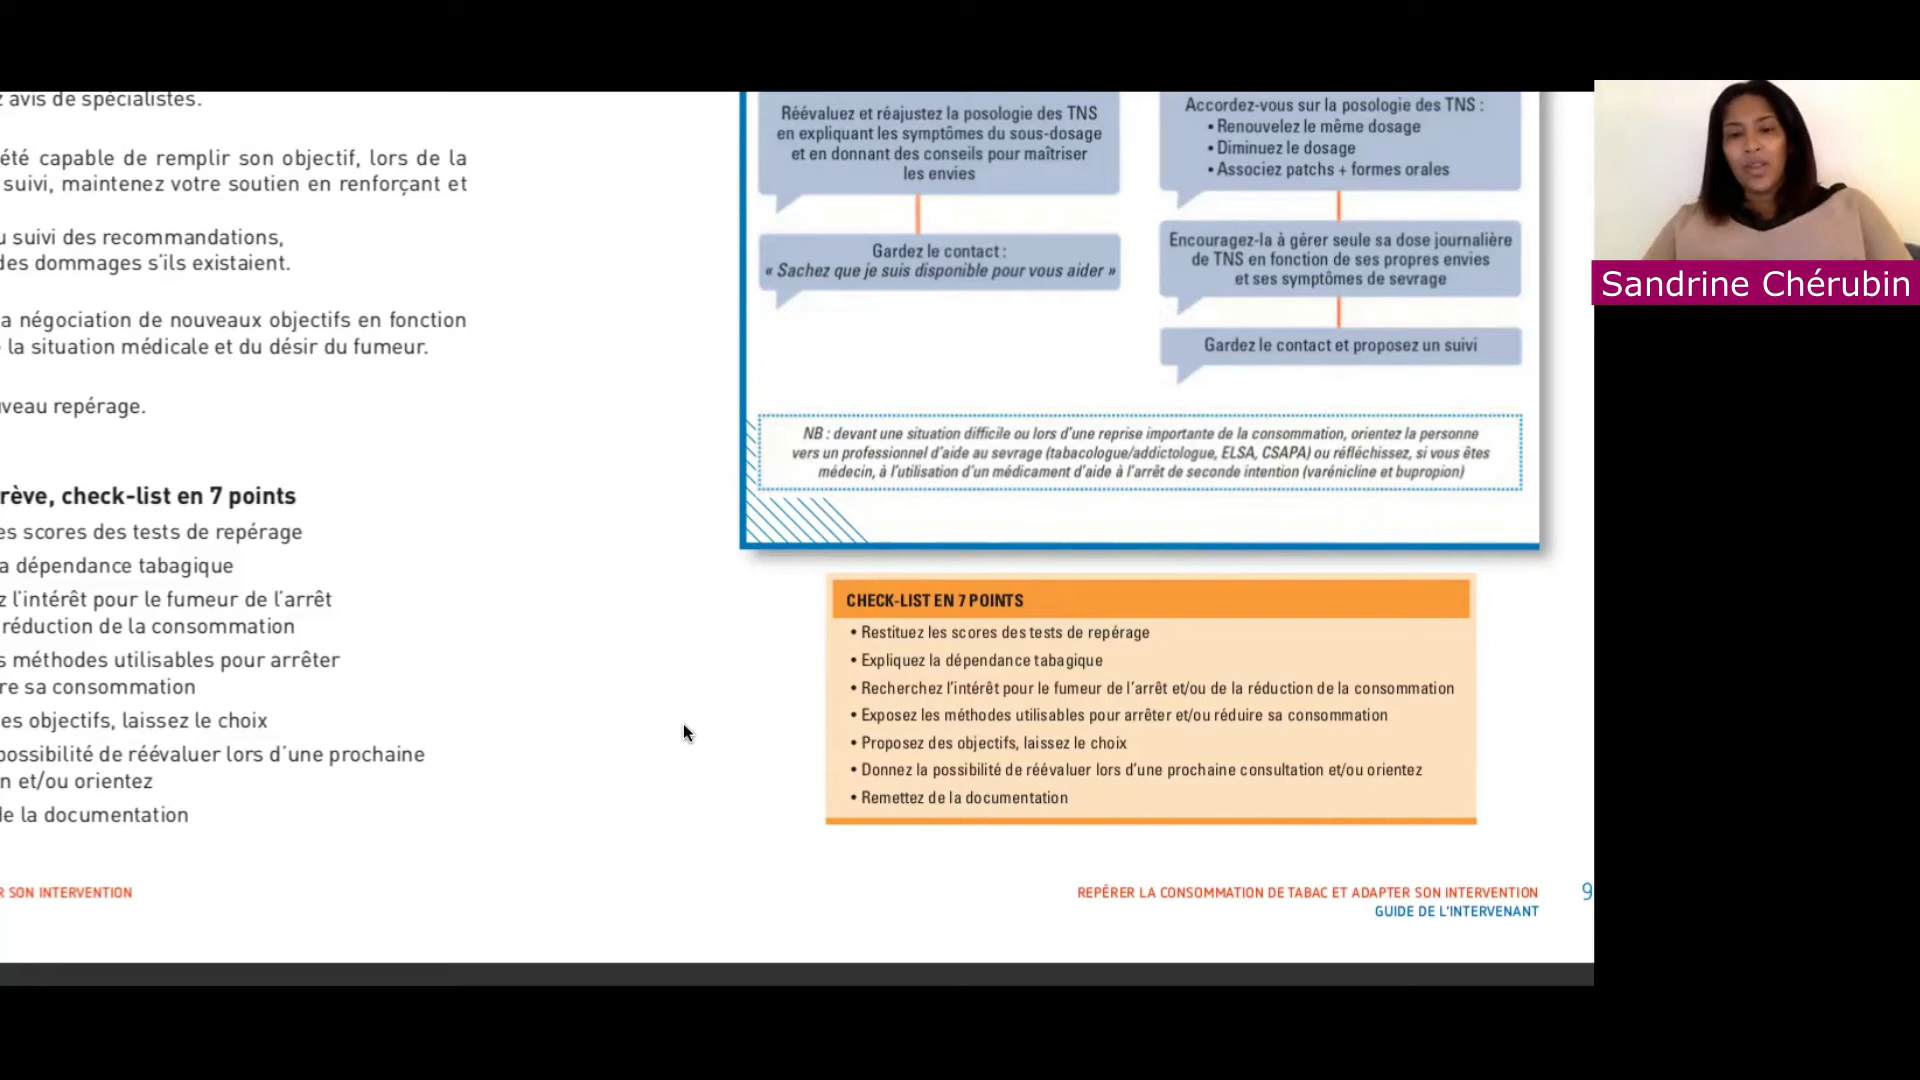 avis de spécialistes.
été capable de remplir son objectif, lors de la
suivi, maintenez votre soutien en renforçant et
suivi des recommandations,
des dommages s'ils existaient.
a négociation de nouveaux objectifs en fonction
la situation médicale et du désir du fumeur.
veau repérage.
rève, check-list en 7 points
es scores des tests de repérage
a dépendance tabagique
z l'intérêt pour le fumeur de l'arrêt
réduction de la consommation
s méthodes utilisables pour arrêter
re sa consommation
es objectifs, laissez le choix
possibilité de réévaluer lors d'une prochaine
n et/ou orientez
de la documentation
R SON INTERVENTION
Réévaluez et réajustez la posologie des TNS
en expliquant les symptômes du sous-dosage
et en donnant des conseils pour maîtriser
les envies
Gardez le contact :
« Sachez que je suis disponible pour vous aider »
Accordez-vous sur la posologie des TNS :
• Renouvelez le même dosage
• Diminuez le dosage
• Associez patchs + formes orales
Encouragez-la à gérer seule sa dose journalière
de TNS en fonction de ses propres envies
et ses symptômes de sevrage
Gardez le contact et proposez un suivi
NB : devant une situation difficile ou lors d'une reprise importante de la consommation, orientez la personne
vers un professionnel d'aide au sevrage (tabacologue/addictologue, ELSA, CSAPA) ou réfléchissez, si vous êtes
médecin, à l'utilisation d'un médicament d'aide à l'arrêt de seconde intention (varénicline et bupropion)
CHECK-LIST EN 7 POINTS
• Restituez les scores des tests de repérage
• Expliquez la dépendance tabagique
• Recherchez l'intérêt pour le fumeur de l'arrêt et/ou de la réduction de la consommation
• Exposez les méthodes utilisables pour arrêter et/ou réduire sa consommation
• Proposez des objectifs, laissez le choix
• Donnez la possibilité de réévaluer lors d'une prochaine consultation et/ou orientez
• Remettez de la documentation
REPÉRER LA CONSOMMATION DE TABAC ET ADAPTER SON INTERVENTION
GUIDE DE L'INTERVENANT
9
Sandrine Chérubin